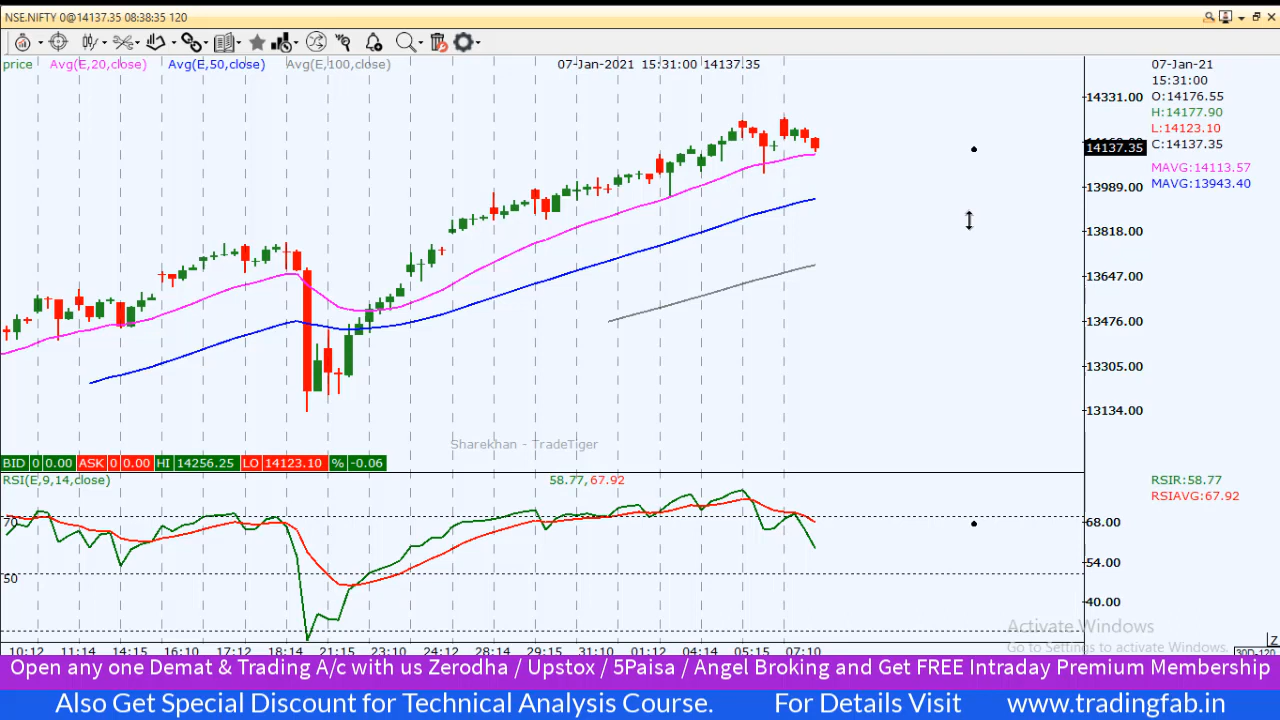 NSE.NIFTY 0@14137.35 08:38:35 120
price Avg(E,20,close) Avg(E,50,close) Avg(E,100,close) 07-Jan-2021 15:31:00 14137.35
07-Jan-21
15:31:00
O:14176.55
H:14177.90
L:14123.10
C:14137.35
MAVG:14113.57
MAVG:13943.40
14331.00
14137.35
13989.00
13818.00
13647.00
13476.00
13305.00
13134.00
Sharekhan - TradeTiger
BID 0 0.00 ASK 0 0.00 HI 14256.25 LO 14123.10 % -0.06
RSI(E,9,14,close) 58.77, 67.92
RSIR:58.77
RSIAVG:67.92
70
50
68.00
54.00
40.00
Activate Windows
Go to Settings to activate Windows.
Z
10:12 11:14 14:15 16:10 17:12 18:14 21:15 24:12 29:15 31:10 01:12 04:14 05:15 07:10 30D-120
Open any one Demat & Trading A/c with us Zerodha / Upstox / 5Paisa / Angel Broking and Get FREE Intraday Premium Membership
Also Get Special Discount for Technical Analysis Course. For Details Visit www.tradingfab.in